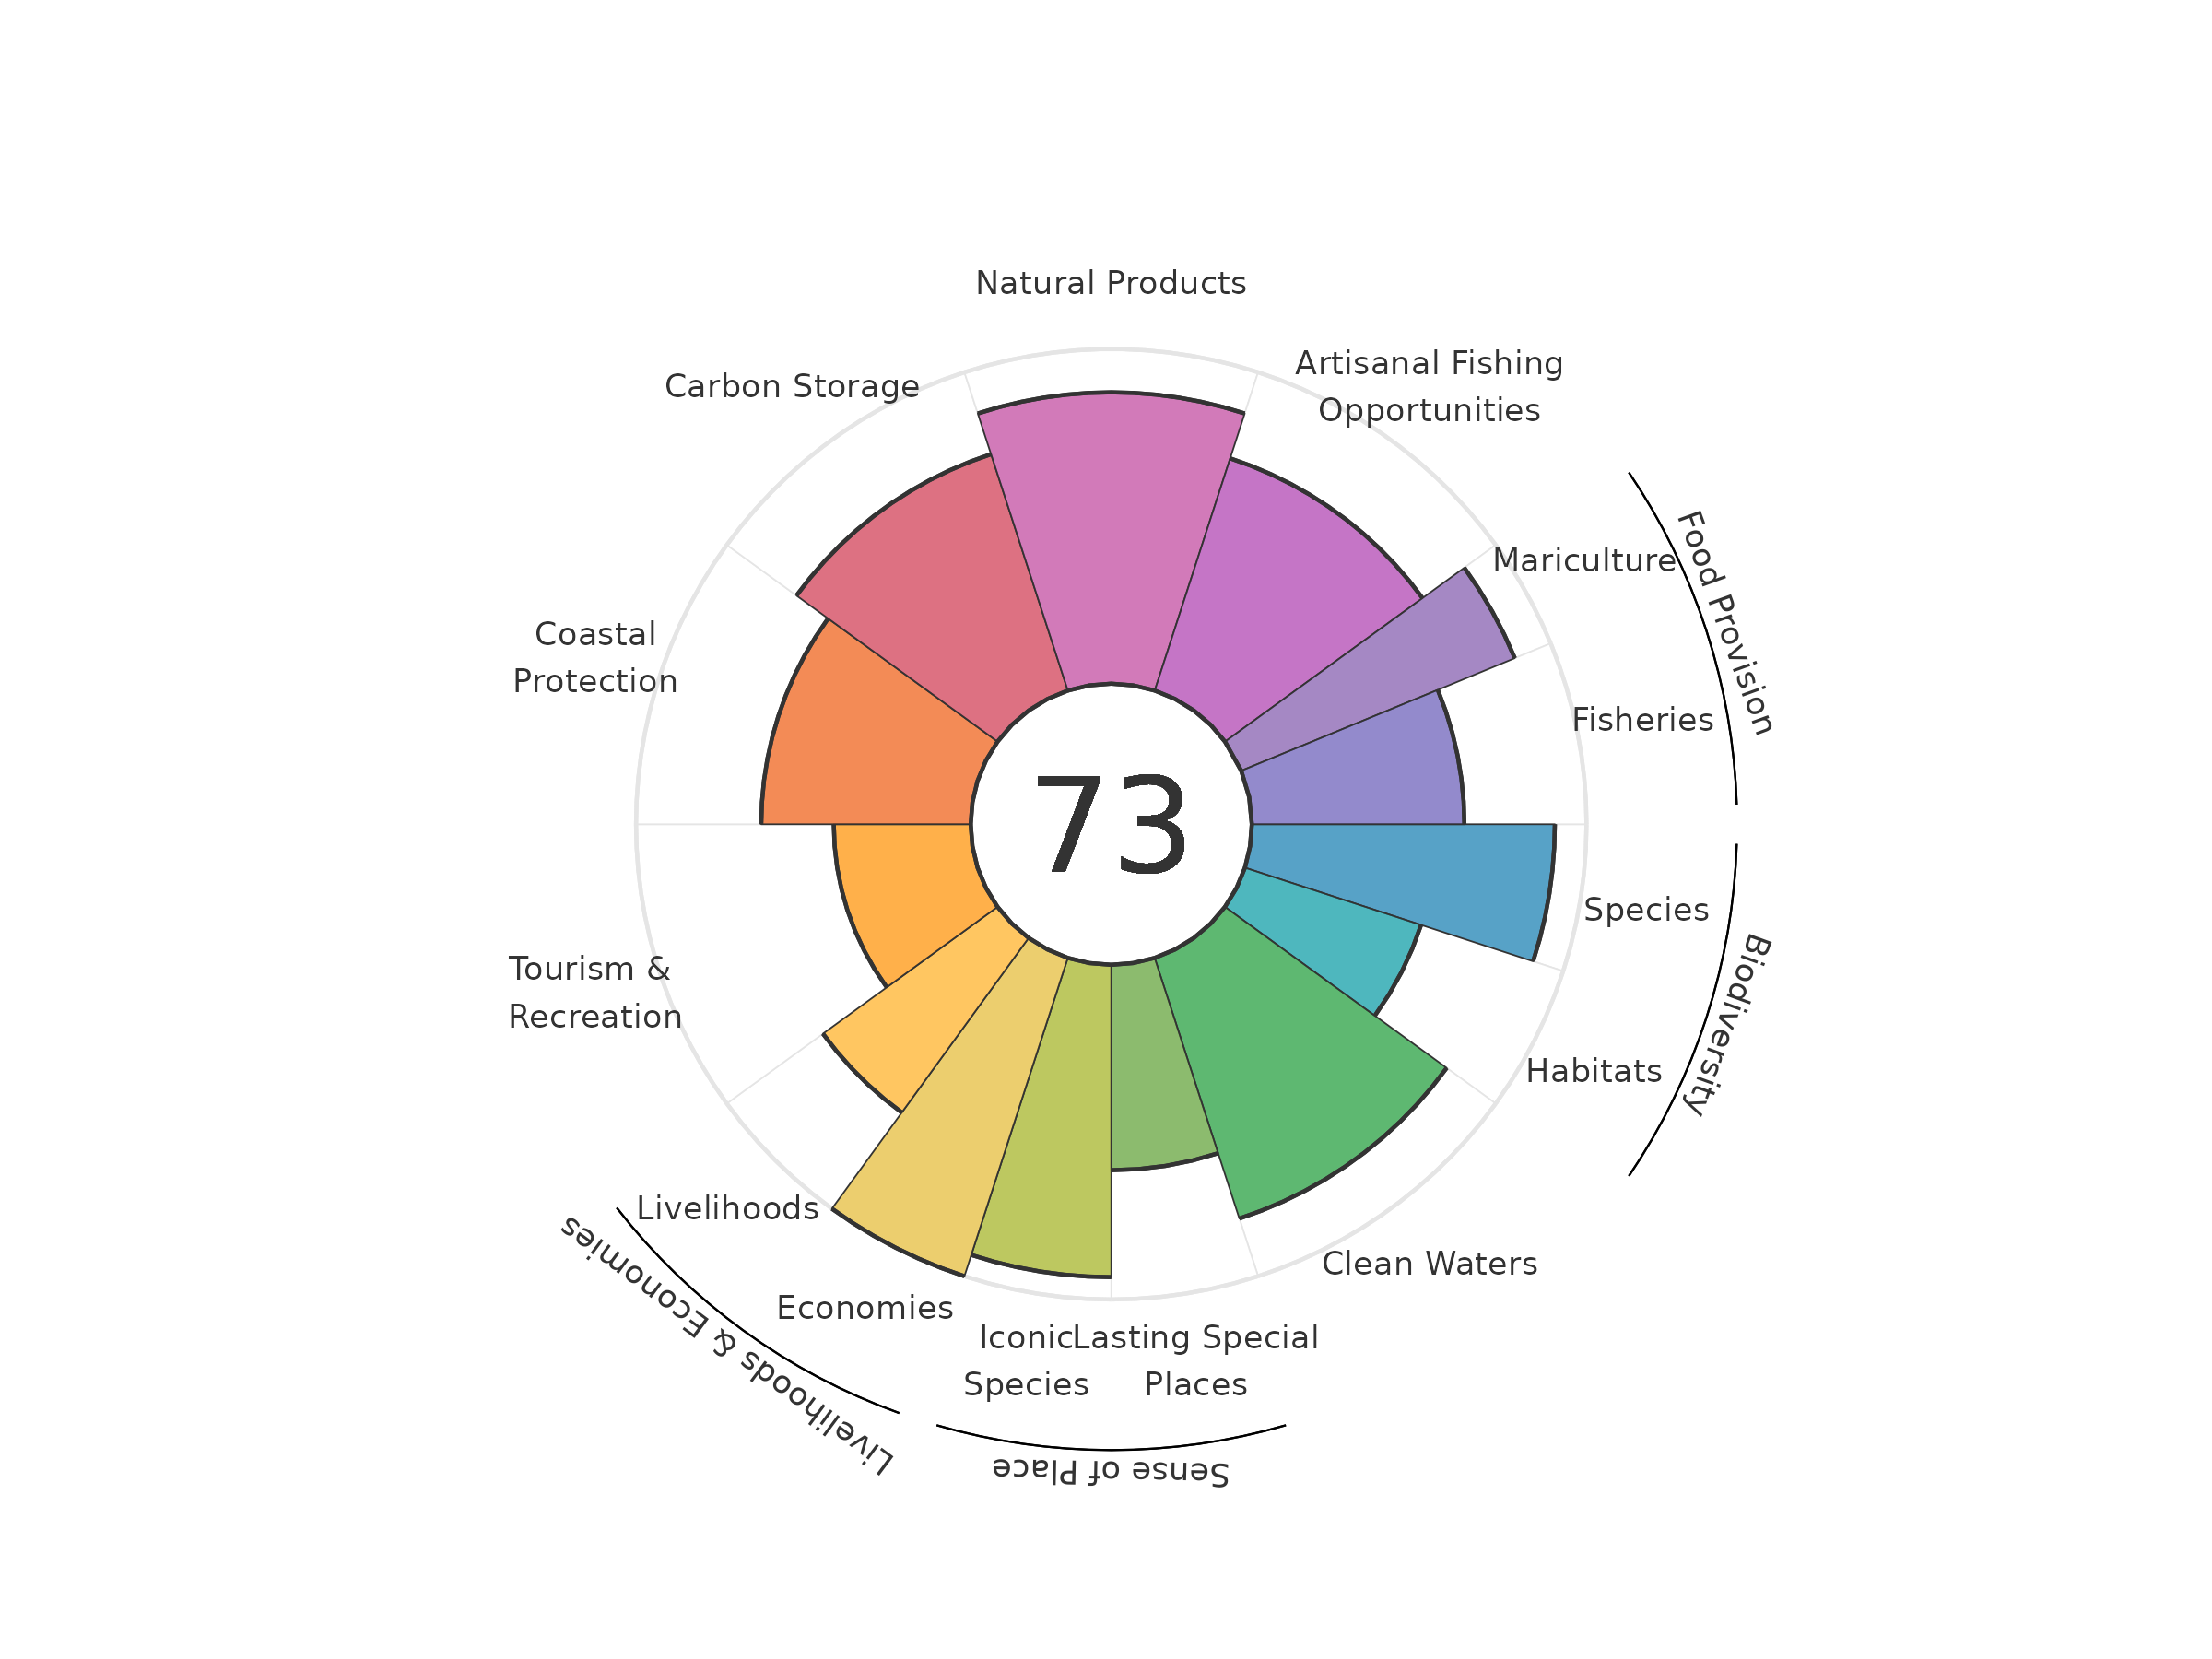 Natural Products
Artisanal Fishing
Opportunities
Carbon Storage
Mariculture
Food Provision
Coastal
Protection
Fisheries
73
Species
Biodiversity
Tourism &
Recreation
Habitats
Livelihoods
Clean Waters
Economies
Livelihoods & Economies
Iconic
Species
Lasting Special
Places
Sense of Place